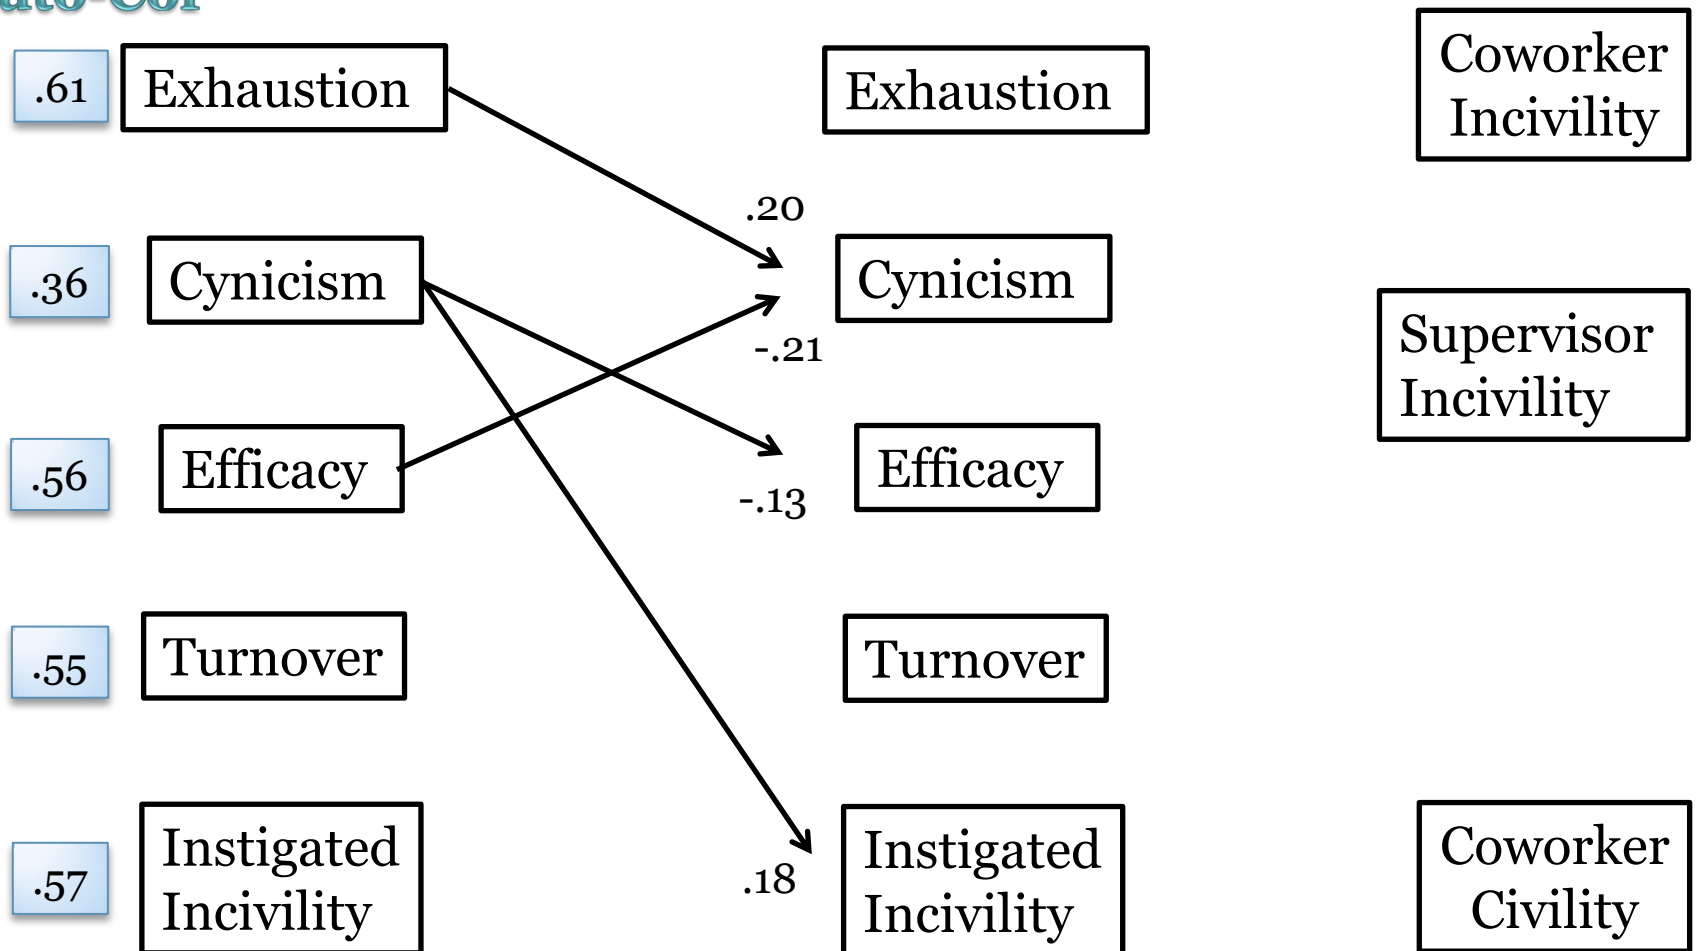 .61
Exhaustion
Exhaustion
Coworker
Incivility
.20
.36
Cynicism
Cynicism
-.21
Supervisor
Incivility
.56
Efficacy
Efficacy
-.13
.55
Turnover
Turnover
.57
Instigated
Incivility
.18
Instigated
Incivility
Coworker
Civility